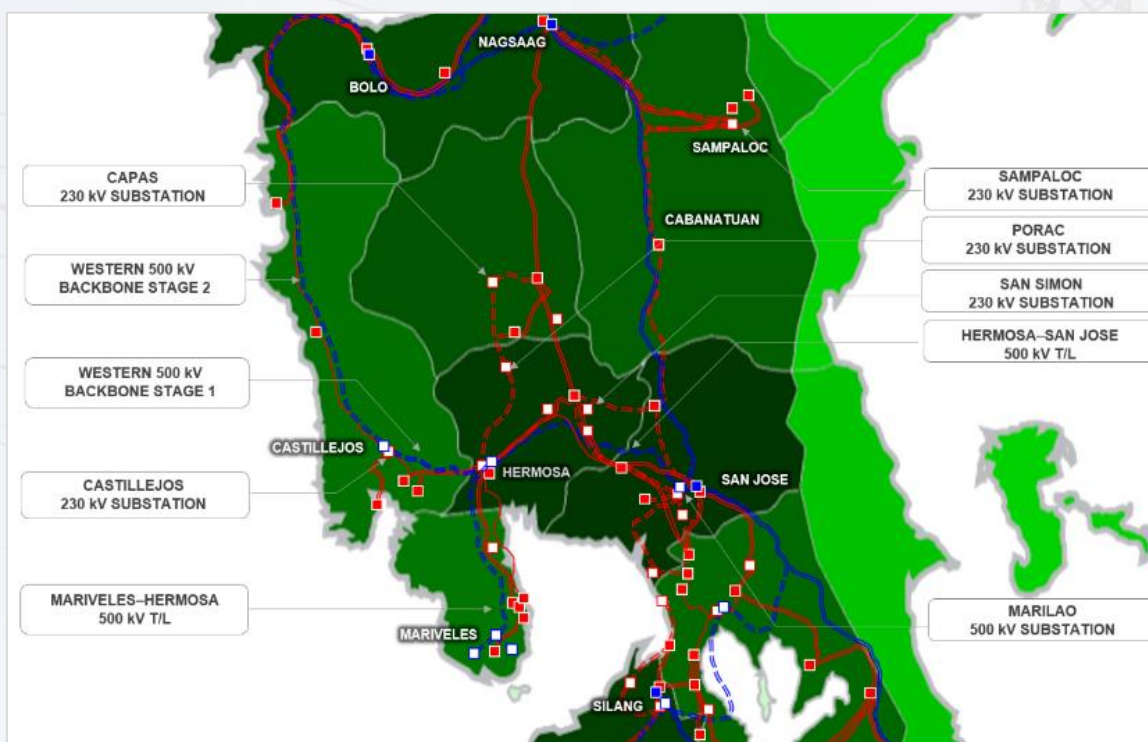 NAGSAAG
BOLO
SAMPALOC
CAPAS
230 kV SUBSTATION
SAMPALOC
230 kV SUBSTATION
CABANATUAN
PORAC
230 kV SUBSTATION
WESTERN 500 kV
BACKBONE STAGE 2
SAN SIMON
230 kV SUBSTATION
HERMOSA–SAN JOSE
500 kV T/L
WESTERN 500 kV
BACKBONE STAGE 1
CASTILLEJOS
HERMOSA
SAN JOSE
CASTILLEJOS
230 kV SUBSTATION
MARIVELES–HERMOSA
500 kV T/L
MARIVELES
MARILAO
500 kV SUBSTATION
SILANG